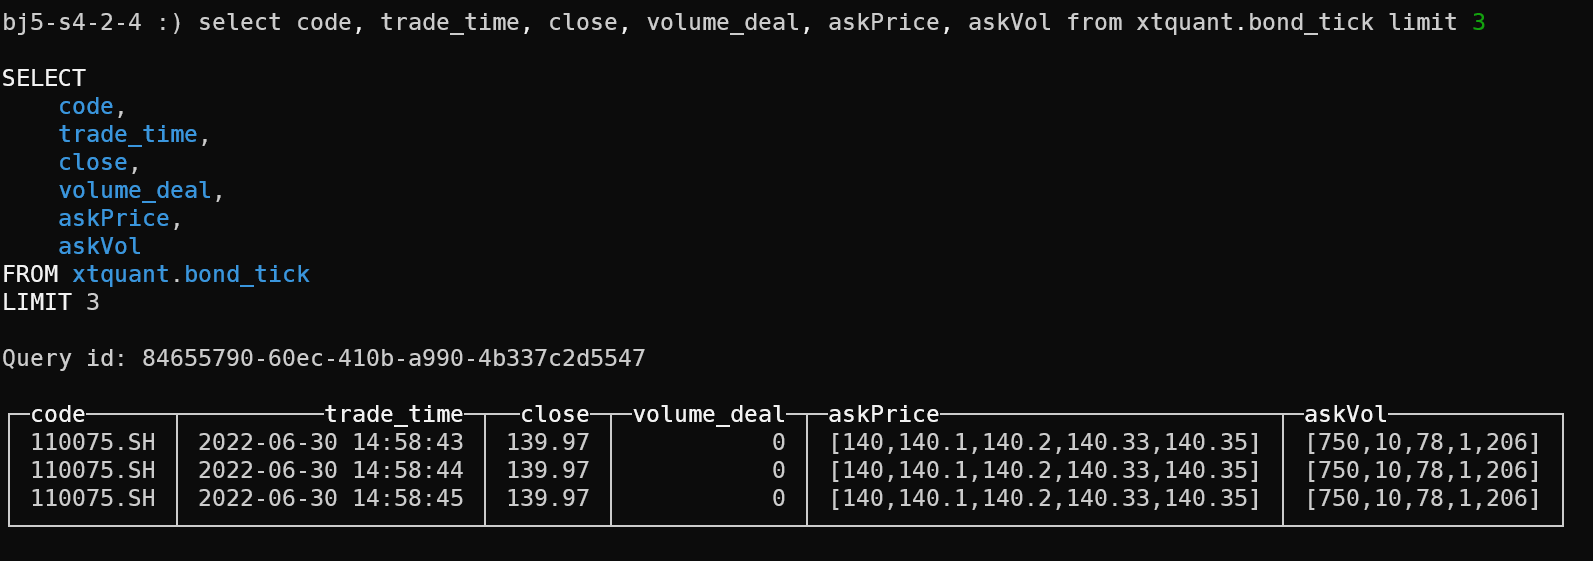 bj5-s4-2-4 :) select code, trade_time, close, volume_deal, askPrice, askVol from xtquant.bond_tick limit 3
SELECT
    code,
    trade_time,
    close,
    volume_deal,
    askPrice,
    askVol
FROM xtquant.bond_tick
LIMIT 3
Query id: 84655790-60ec-410b-a990-4b337c2d5547
code trade_time close volume_deal askPrice askVol
110075.SH 2022-06-30 14:58:43 139.97 0 [140,140.1,140.2,140.33,140.35] [750,10,78,1,206]
110075.SH 2022-06-30 14:58:44 139.97 0 [140,140.1,140.2,140.33,140.35] [750,10,78,1,206]
110075.SH 2022-06-30 14:58:45 139.97 0 [140,140.1,140.2,140.33,140.35] [750,10,78,1,206]